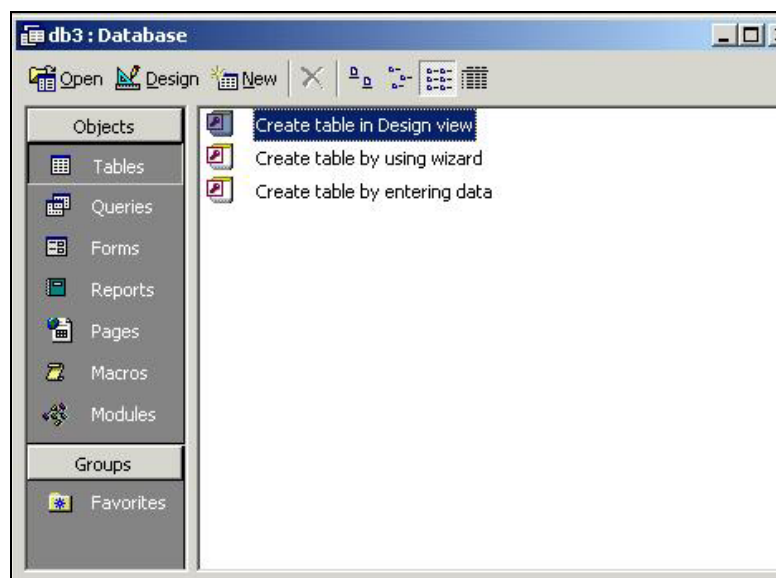 db3 : Database
Open Design New
Objects
Tables
Queries
Forms
Reports
Pages
Macros
Modules
Groups
Favorites
Create table in Design view
Create table by using wizard
Create table by entering data